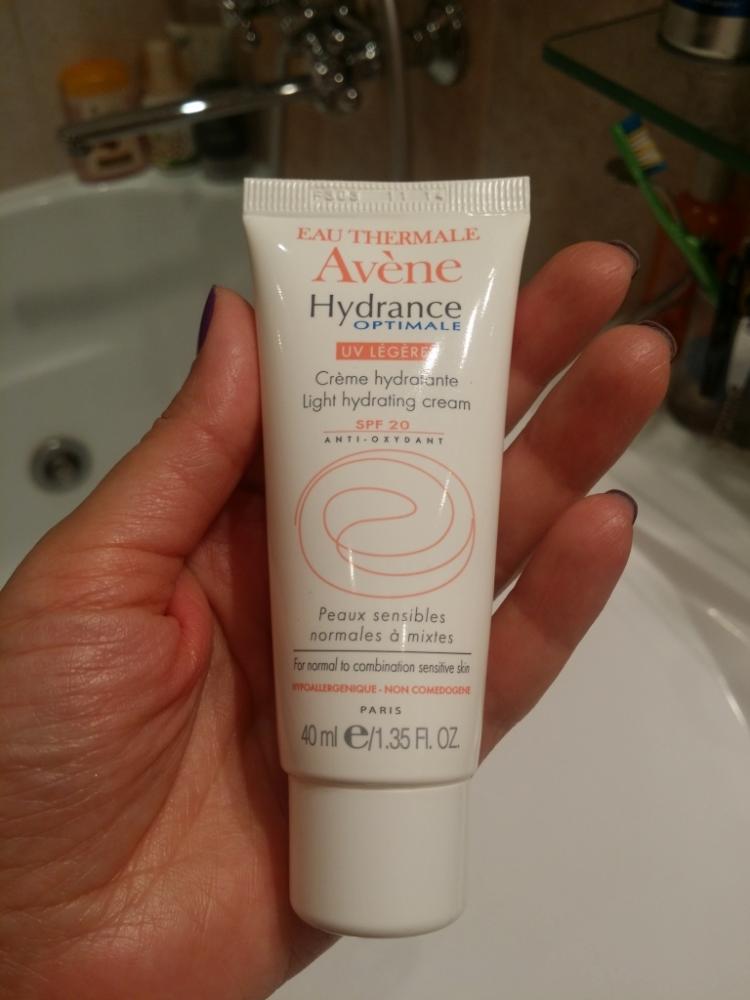 EAU THERMALE
Avène
Hydrance
OPTIMALE
UV LÉGÈRE
Crème hydratante
Light hydrating cream
SPF 20
ANTI-OXYDANT
Peaux sensibles
normales à mixtes
For normal to combination sensitive skin
HYPOALLERGENIQUE - NON COMEDOGENE
PARIS
40 ml e/1.35 Fl. OZ.